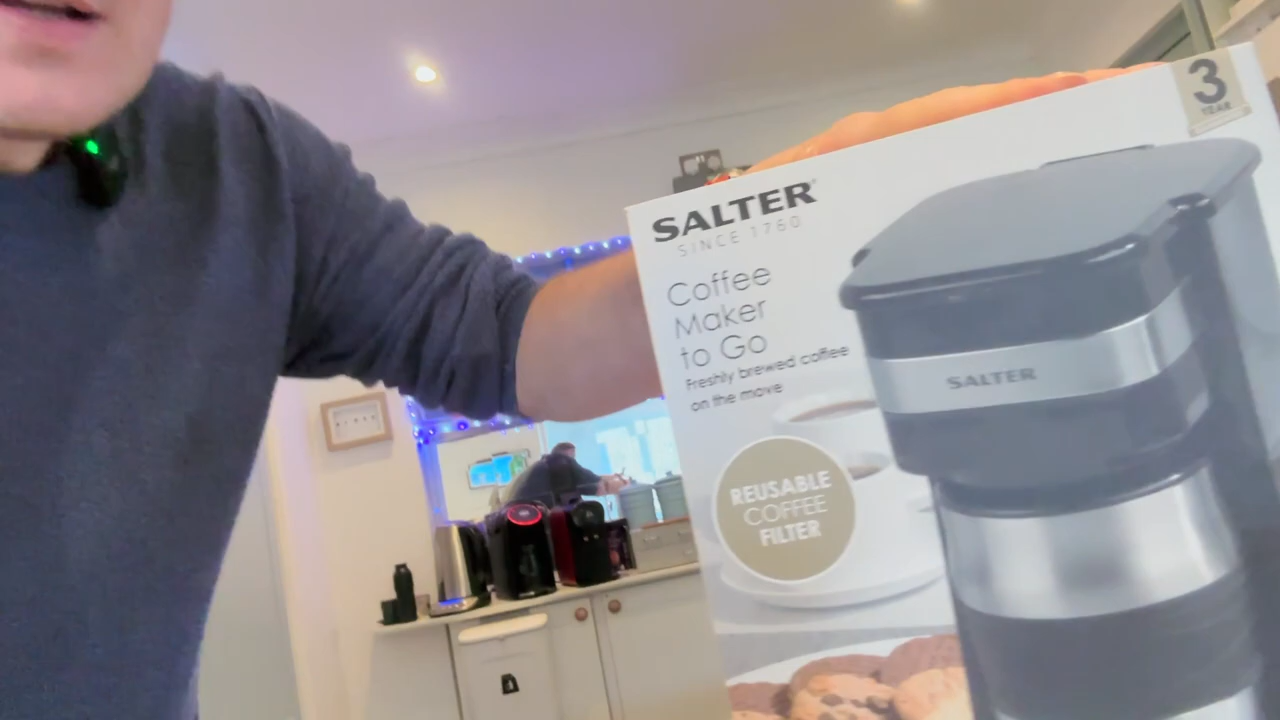 3
YEAR
SALTER
SINCE 1760
Coffee
Maker
to Go
Freshly brewed coffee
on the move
SALTER
REUSABLE
COFFEE
FILTER